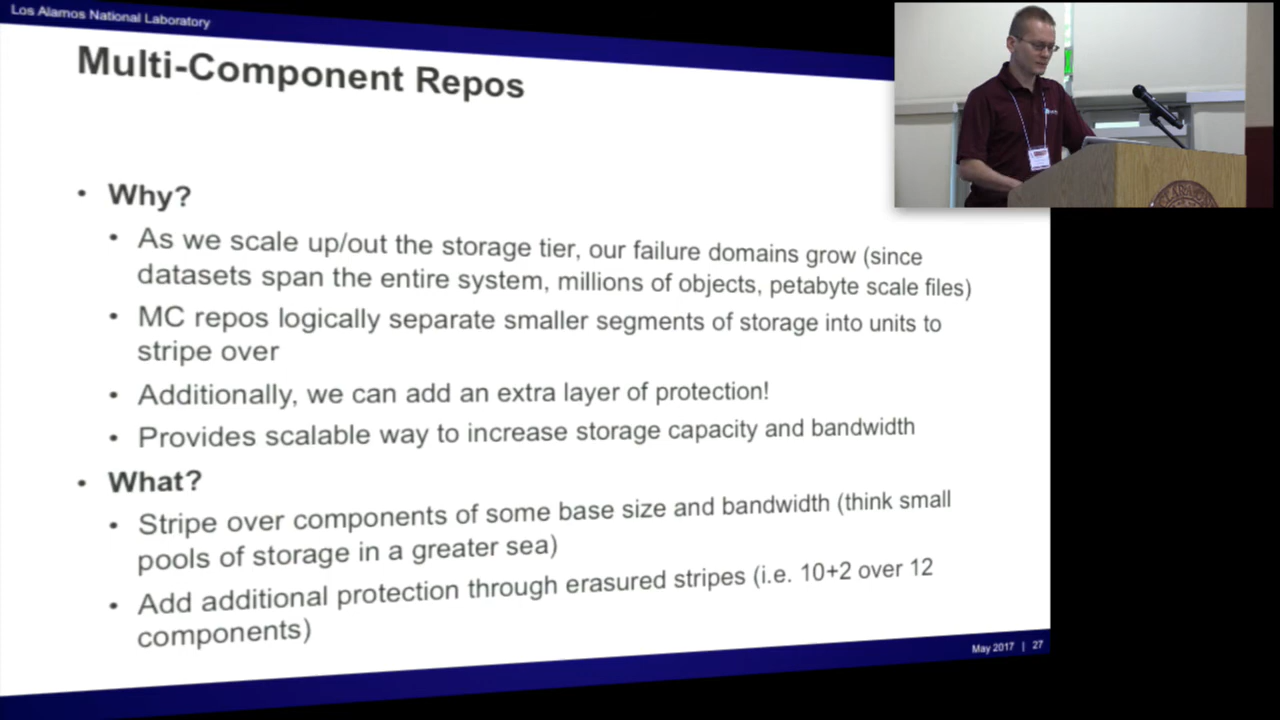 Los Alamos National Laboratory
Multi-Component Repos
• Why?
• As we scale up/out the storage tier, our failure domains grow (since
datasets span the entire system, millions of objects, petabyte scale files)
• MC repos logically separate smaller segments of storage into units to
stripe over
• Additionally, we can add an extra layer of protection!
• Provides scalable way to increase storage capacity and bandwidth
• What?
• Stripe over components of some base size and bandwidth (think small
pools of storage in a greater sea)
• Add additional protection through erasured stripes (i.e. 10+2 over 12
components)
May 2017 | 27